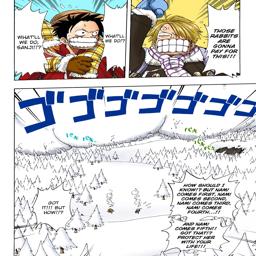 WHAT'LL
WE DO,
SANJI!?
WHAT'LL
WE DO!?
THOSE
RABBITS
ARE
GONNA
PAY FOR
THIS!!!
ゴゴゴゴゴゴゴ
GOT
IT!!! BUT
HOW!?
HOW SHOULD I
KNOW!? BUT NAMI
COMES FIRST, NAMI
COMES SECOND,
NAMI COMES
THIRD, NAMI COMES
FOURTH...!!
AND NAMI
COMES FIFTH!!
GOT THAT!?
PROTECT HER
WITH YOUR
LIFE!!!